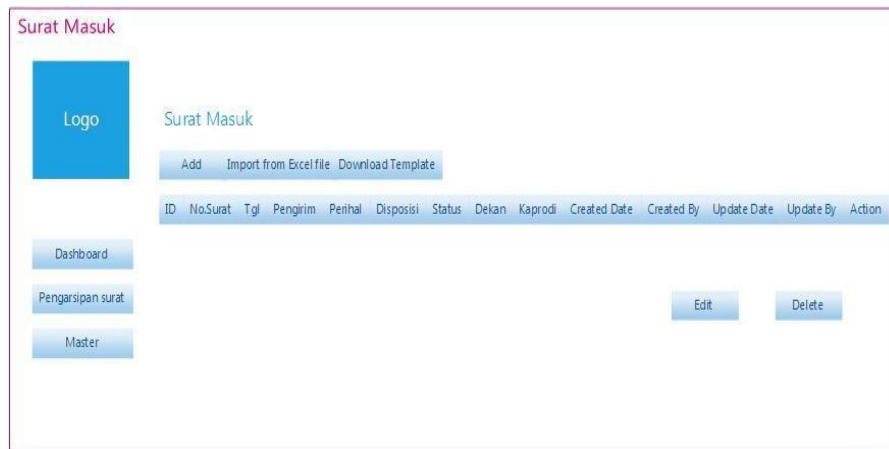 Surat Masuk
Logo
Surat Masuk
Add Import from Excel file Download Template
ID No.Surat Tgl Pengirim Perihal Disposisi Status Dekan Kaprodi Created Date Created By Update Date Update By Action
Dashboard
Pengarsipan surat
Edit Delete
Master